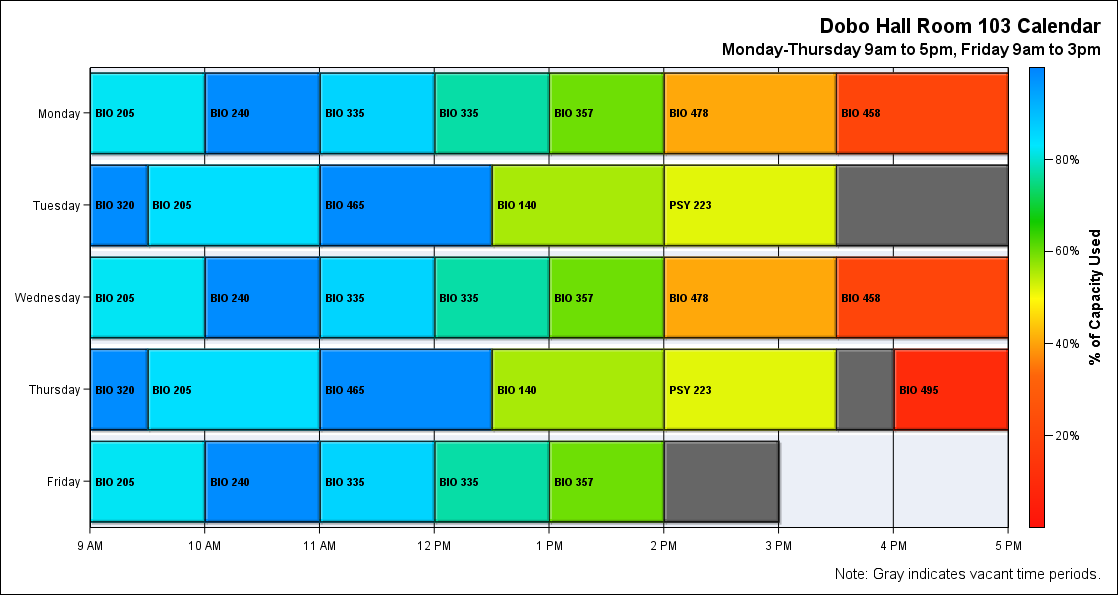 Dobo Hall Room 103 Calendar
Monday-Thursday 9am to 5pm, Friday 9am to 3pm
Monday BIO 205 BIO 240 BIO 335 BIO 335 BIO 357 BIO 478 BIO 458
80%
Tuesday BIO 320 BIO 205 BIO 465 BIO 140 PSY 223
60%
Wednesday BIO 205 BIO 240 BIO 335 BIO 335 BIO 357 BIO 478 BIO 458
% of Capacity Used
40%
Thursday BIO 320 BIO 205 BIO 465 BIO 140 PSY 223 BIO 495
20%
Friday BIO 205 BIO 240 BIO 335 BIO 335 BIO 357
9 AM 10 AM 11 AM 12 PM 1 PM 2 PM 3 PM 4 PM 5 PM
Note: Gray indicates vacant time periods.